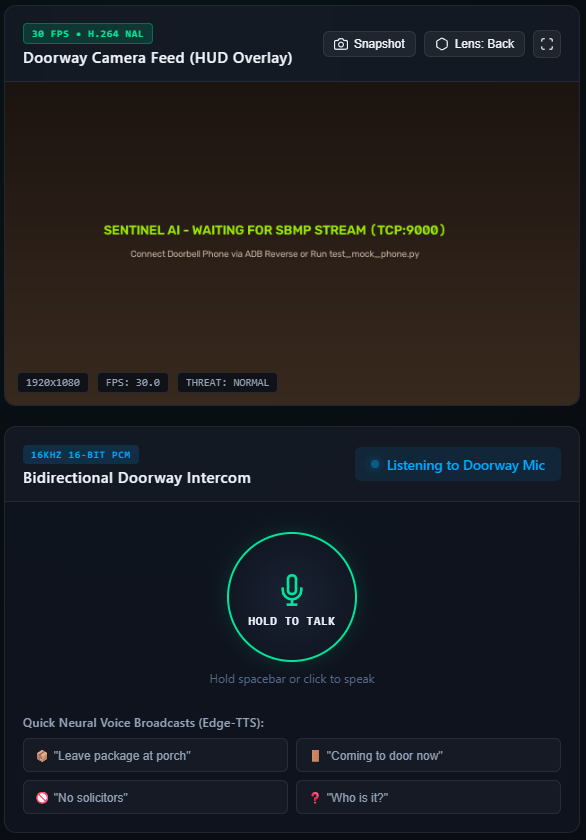 30 FPS • H.264 NAL
Doorway Camera Feed (HUD Overlay)
Snapshot
Lens: Back
SENTINEL AI - WAITING FOR SBMP STREAM (TCP:9000)
Connect Doorbell Phone via ADB Reverse or Run test_mock_phone.py
1920x1080
FPS: 30.0
THREAT: NORMAL
16KHZ 16-BIT PCM
Bidirectional Doorway Intercom
Listening to Doorway Mic
HOLD TO TALK
Hold spacebar or click to speak
Quick Neural Voice Broadcasts (Edge-TTS):
"Leave package at porch"
"Coming to door now"
"No solicitors"
"Who is it?"